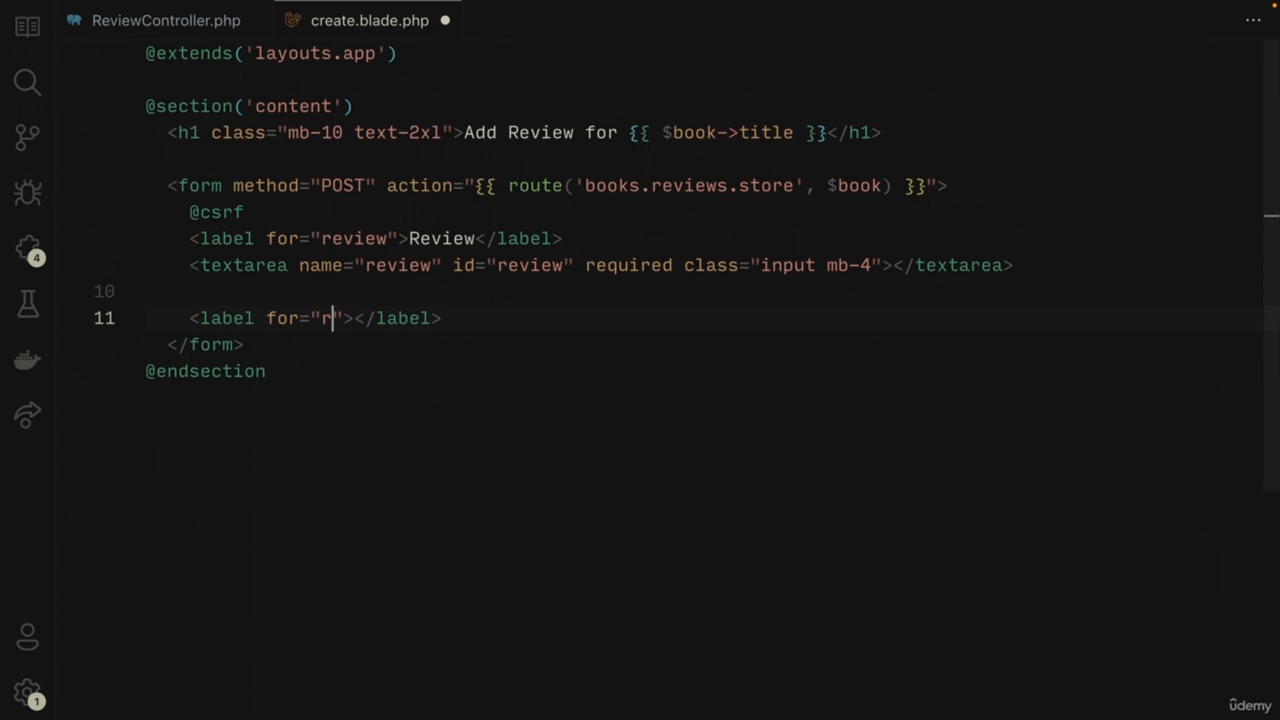 ReviewController.php
create.blade.php
@extends('layouts.app')
@section('content')
<h1 class="mb-10 text-2xl">Add Review for {{ $book->title }}</h1>
<form method="POST" action="{{ route('books.reviews.store', $book) }}">
@csrf
<label for="review">Review</label>
<textarea name="review" id="review" required class="input mb-4"></textarea>
10
11 <label for="r"></label>
</form>
@endsection
4
1
ûdemy